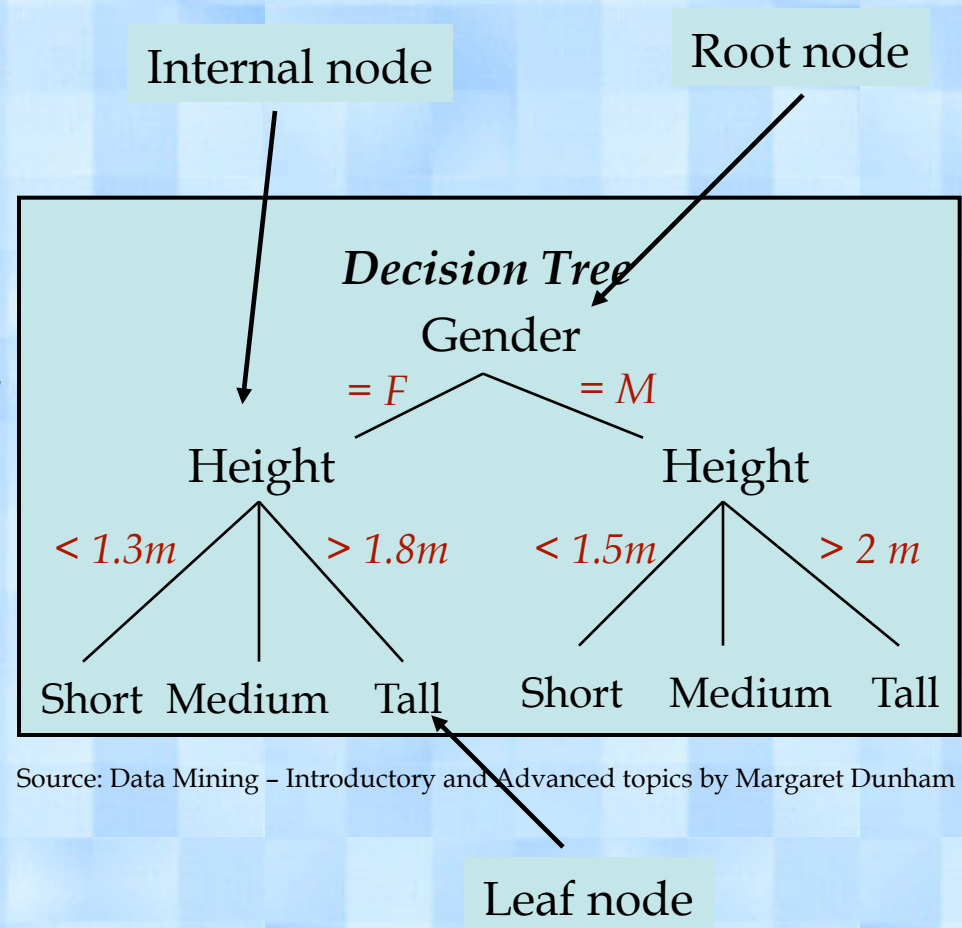 Internal node
Root node
Decision Tree
Gender
= F
= M
Height
Height
< 1.3m
> 1.8m
< 1.5m
> 2 m
Short Medium Tall
Short Medium Tall
Source: Data Mining – Introductory and Advanced topics by Margaret Dunham
Leaf node